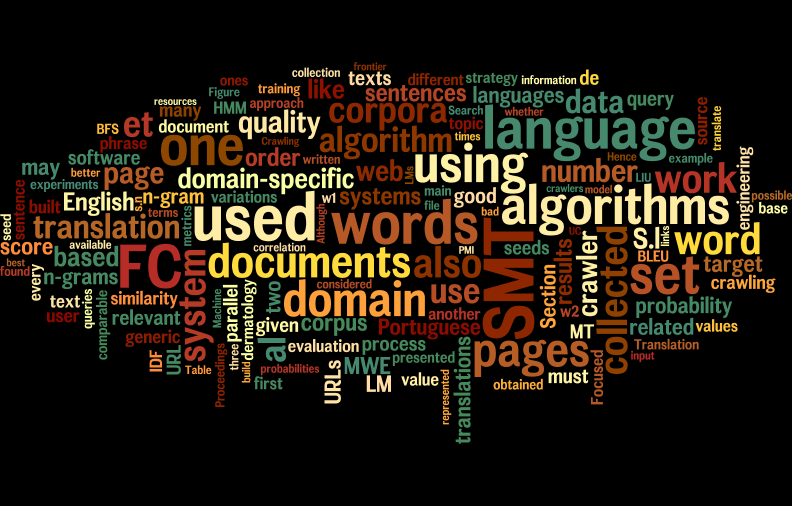 frontier
collection
texts
different
strategy
information
de
ones
training
like
sentences
languages
data
query
resources
Figure
HMM
approach
corpora
Search
whether
source
translate
many
BFS
et
document
quality
topic
language
phrase
one
Crawling
algorithm
times
software
order
written
using
Hence
example
may
better
page
domain-specific
web
LMs
number
LIU
work
engineering
experiments
sentence
English
n-gram
variations
w1
systems
main
good
crawlers
model
possible
built
sn
terms
file
algorithms
base
seed
translation
metrics
used
Although
words
bad
UC
S.I
links
word
score
available
based
correlation
PMI
seeds
crawler
BLEU
target
best
found
every
n-grams
FC
system
documents
also
SMT
results
collected
set
crawling
text
queries
comparable
similarity
parallel
two
considered
domain
use
Section
w2
probability
user
relevant
Machine
dermatology
given
corpus
another
Portuguese
MT
related
values
generic
al
evaluation
process
pages
Translation
IDF
URL
three
build
MWE
presented
input
Table
probabilities
translations
must
Focused
Proceedings
first
URLs
LM
value
represented
obtained